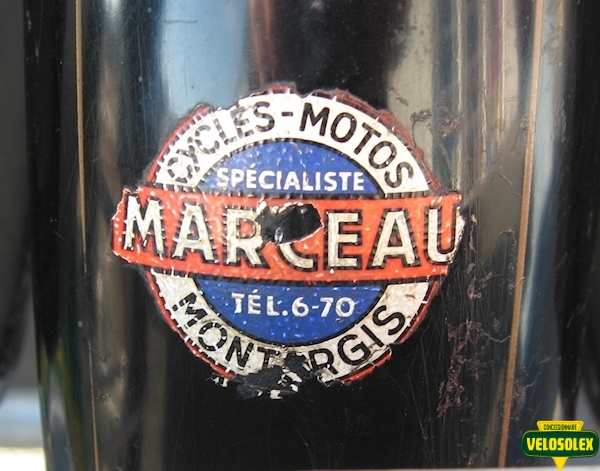 CYCLES-MOTOS
SPÉCIALISTE
MARCEAU
TÉL.6-70
MONTARGIS
CONCESSIONNAIRE
VELOSOLEX